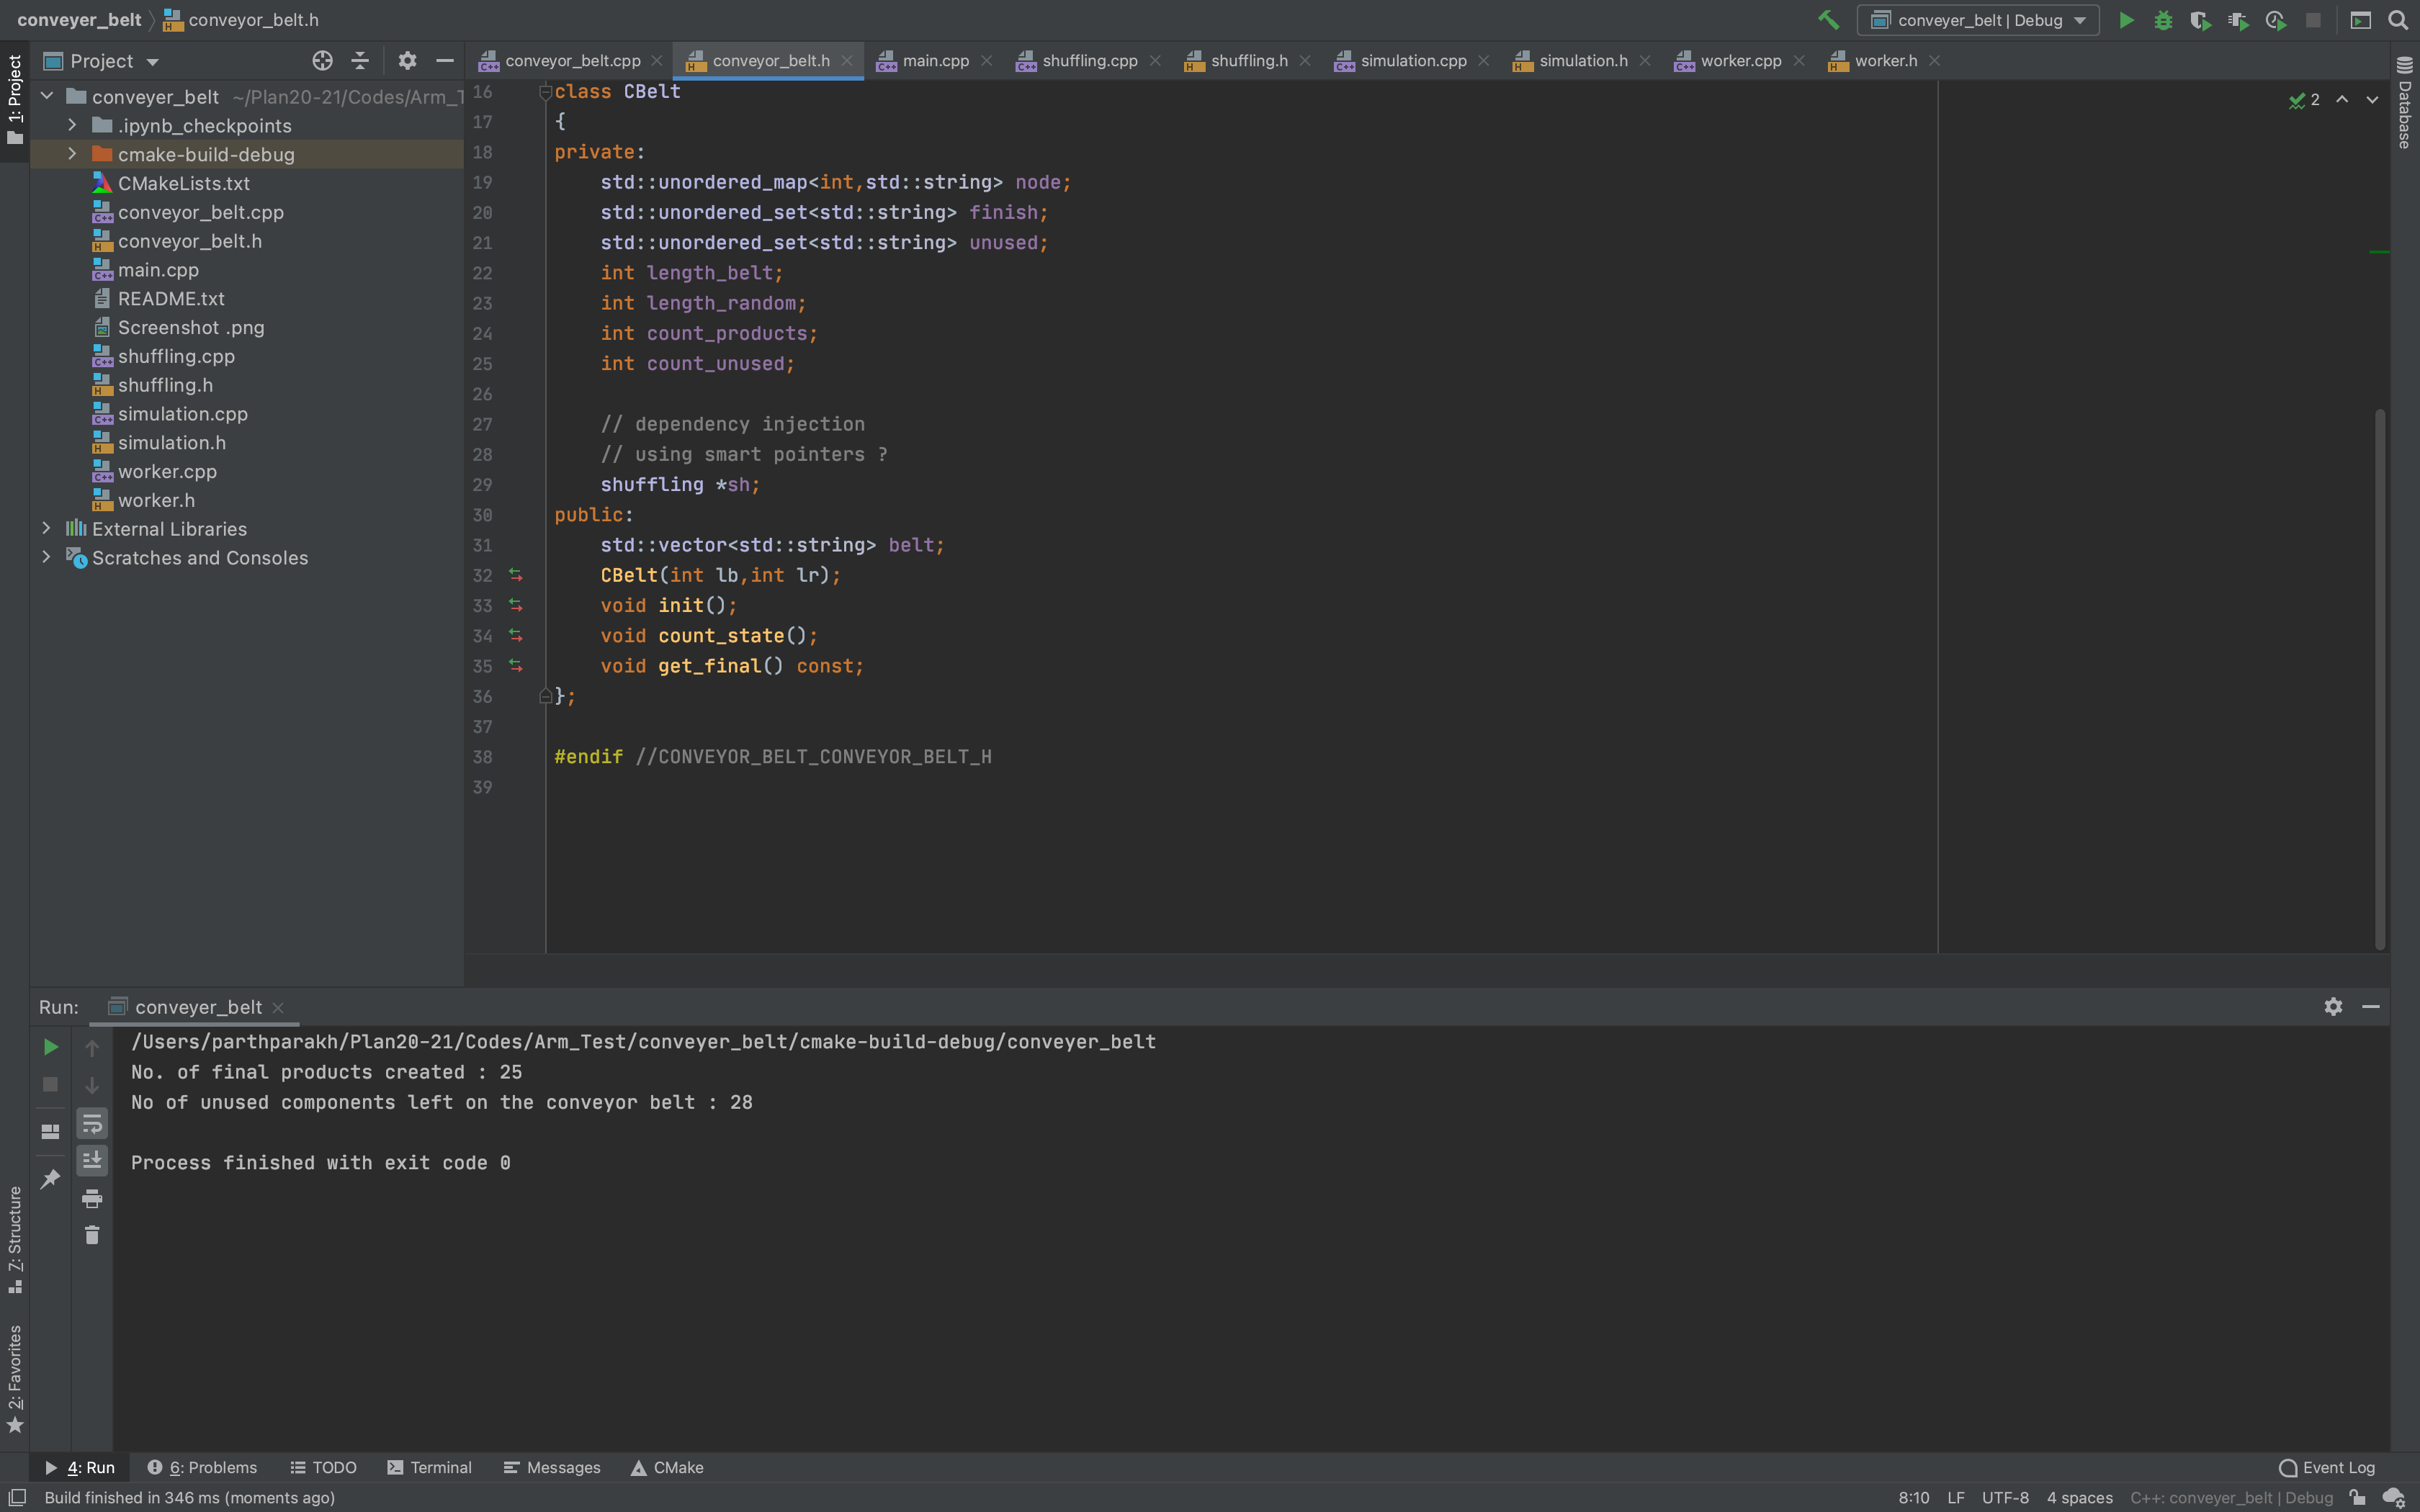 conveyer_belt conveyor_belt.h
conveyer_belt | Debug
1: Project
Project
conveyor_belt.cpp conveyor_belt.h main.cpp shuffling.cpp shuffling.h simulation.cpp simulation.h worker.cpp worker.h
Database
conveyer_belt ~/Plan20-21/Codes/Arm_T
.ipynb_checkpoints
cmake-build-debug
CMakeLists.txt
conveyor_belt.cpp
conveyor_belt.h
main.cpp
README.txt
Screenshot .png
shuffling.cpp
shuffling.h
simulation.cpp
simulation.h
worker.cpp
worker.h
External Libraries
Scratches and Consoles
2
16 class CBelt
17 {
18 private:
19 std::unordered_map<int,std::string> node;
20 std::unordered_set<std::string> finish;
21 std::unordered_set<std::string> unused;
22 int length_belt;
23 int length_random;
24 int count_products;
25 int count_unused;
26
27 // dependency injection
28 // using smart pointers ?
29 shuffling *sh;
30 public:
31 std::vector<std::string> belt;
32 CBelt(int lb,int lr);
33 void init();
34 void count_state();
35 void get_final() const;
36 };
37
38 #endif //CONVEYOR_BELT_CONVEYOR_BELT_H
39
Run: conveyer_belt
/Users/parthparakh/Plan20-21/Codes/Arm_Test/conveyer_belt/cmake-build-debug/conveyer_belt
No. of final products created : 25
No of unused components left on the conveyor belt : 28
Process finished with exit code 0
7: Structure
2: Favorites
4: Run 6: Problems TODO Terminal Messages CMake Event Log
Build finished in 346 ms (moments ago) 8:10 LF UTF-8 4 spaces C++: conveyer_belt | Debug